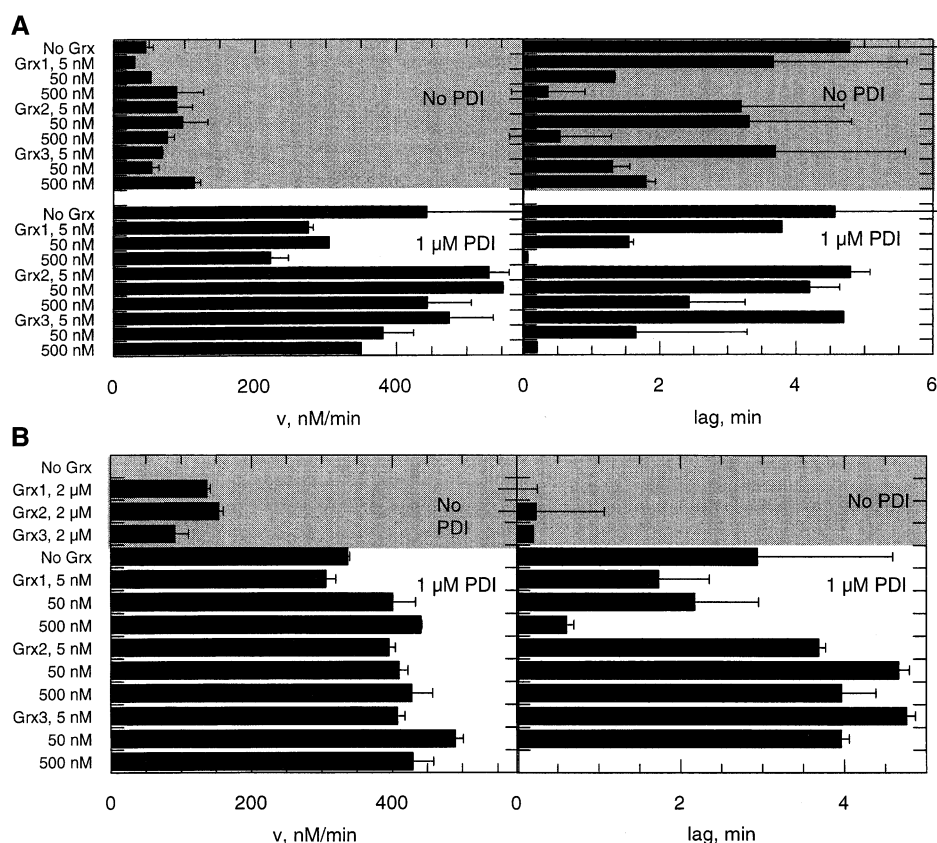 A
No Grx
Grx1, 5 nM
50 nM
500 nM
Grx2, 5 nM
50 nM
500 nM
Grx3, 5 nM
50 nM
500 nM
No PDI
No PDI
No Grx
Grx1, 5 nM
50 nM
500 nM
Grx2, 5 nM
50 nM
500 nM
Grx3, 5 nM
50 nM
500 nM
1 µM PDI
1 µM PDI
0 200 400 0 2 4 6
v, nM/min lag, min
B
No Grx
Grx1, 2 µM
Grx2, 2 µM
Grx3, 2 µM
No
PDI
No PDI
No Grx
Grx1, 5 nM
50 nM
500 nM
Grx2, 5 nM
50 nM
500 nM
Grx3, 5 nM
50 nM
500 nM
1 µM PDI
1 µM PDI
0 200 400 0 2 4
v, nM/min lag, min